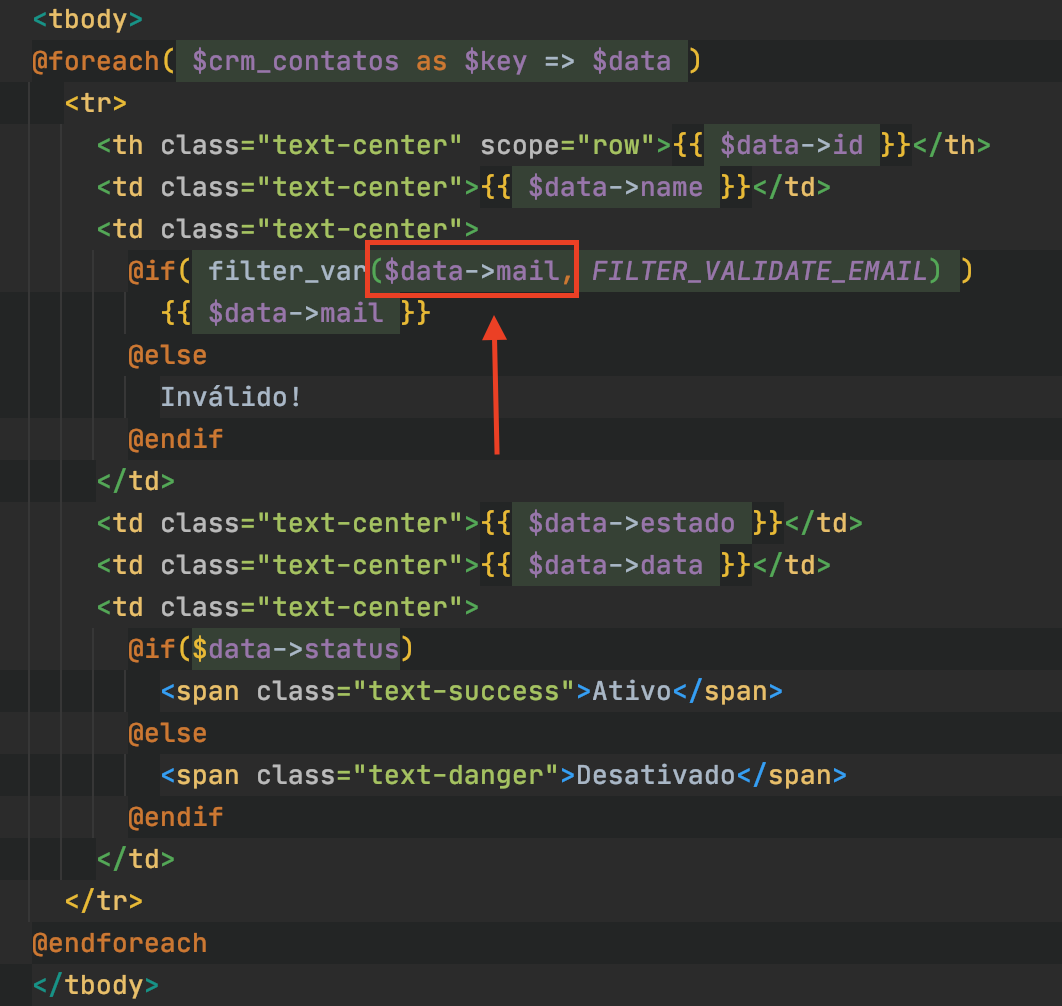 <tbody>
@foreach( $crm_contatos as $key => $data )
<tr>
<th class="text-center" scope="row">{{ $data->id }}</th>
<td class="text-center">{{ $data->name }}</td>
<td class="text-center">
@if( filter_var($data->mail, FILTER_VALIDATE_EMAIL) )
{{ $data->mail }}
@else
Inválido!
@endif
</td>
<td class="text-center">{{ $data->estado }}</td>
<td class="text-center">{{ $data->data }}</td>
<td class="text-center">
@if($data->status)
<span class="text-success">Ativo</span>
@else
<span class="text-danger">Desativado</span>
@endif
</td>
</tr>
@endforeach
</tbody>